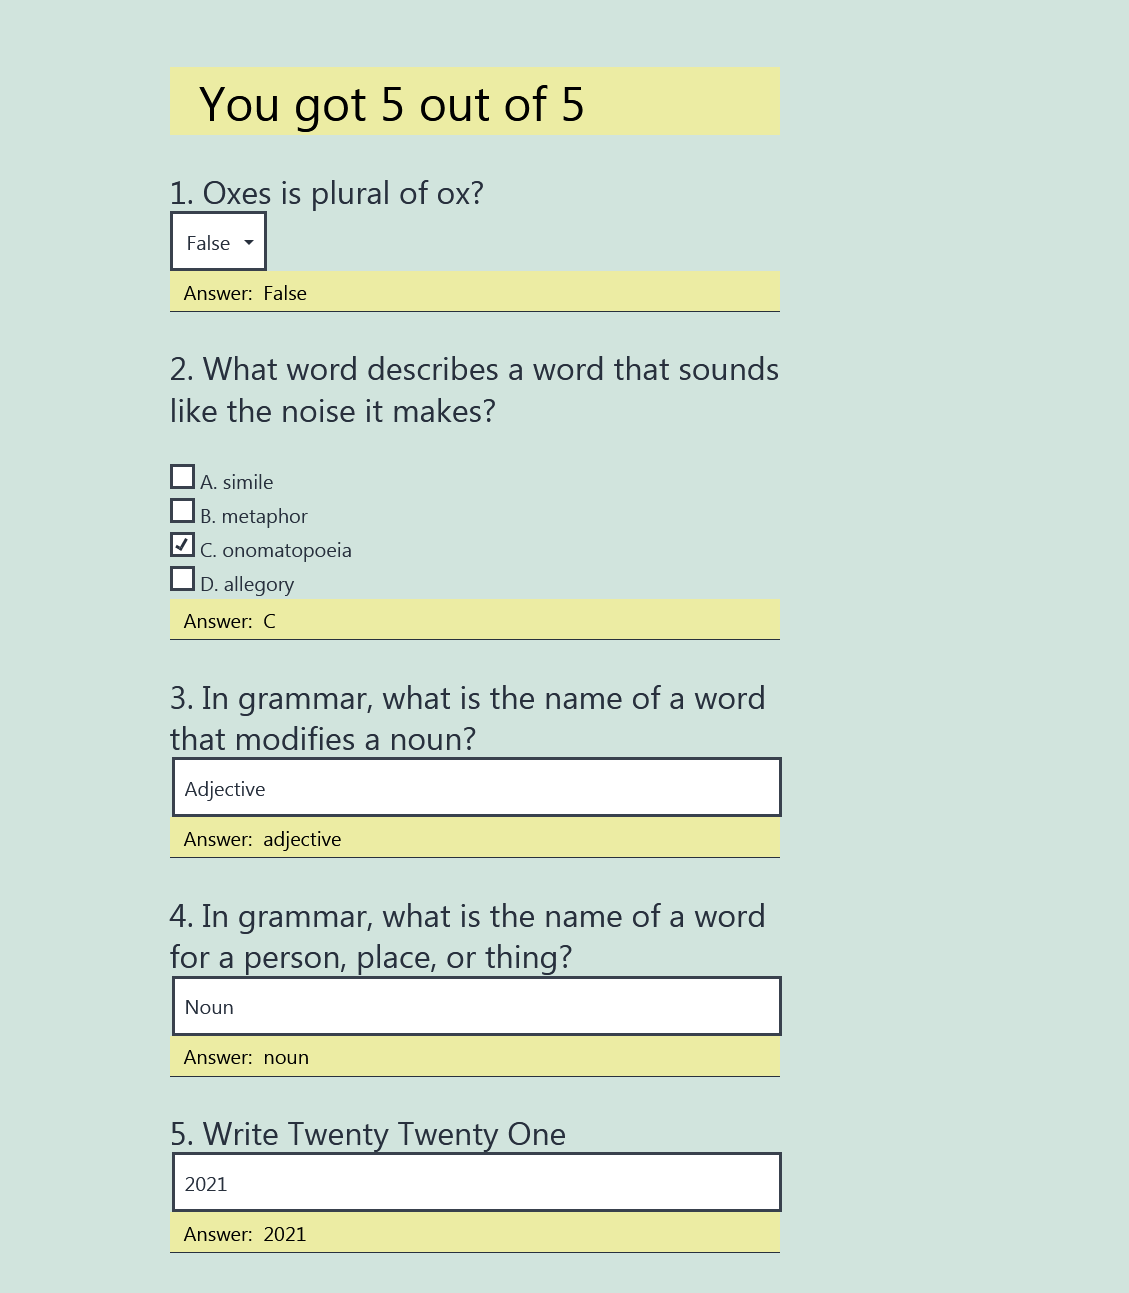 You got 5 out of 5
1. Oxes is plural of ox?
False
Answer: False
2. What word describes a word that sounds
like the noise it makes?
A. simile
B. metaphor
C. onomatopoeia
D. allegory
Answer: C
3. In grammar, what is the name of a word
that modifies a noun?
Adjective
Answer: adjective
4. In grammar, what is the name of a word
for a person, place, or thing?
Noun
Answer: noun
5. Write Twenty Twenty One
2021
Answer: 2021